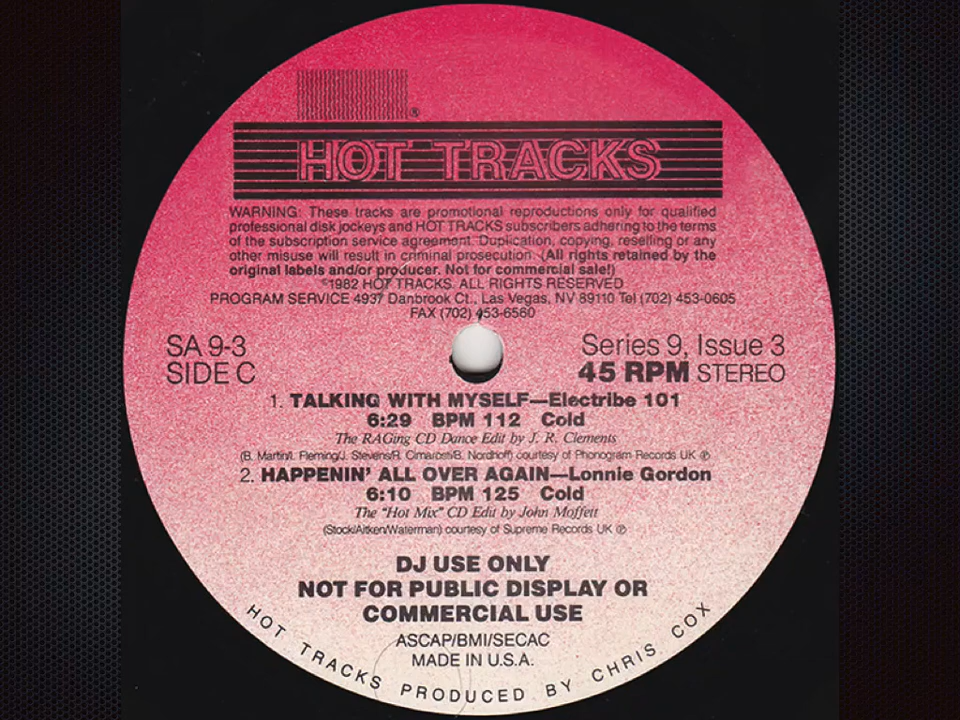 ®
HOT TRACKS
WARNING: These tracks are promotional reproductions only for qualified
professional disk jockeys and HOT TRACKS subscribers adhering to the terms
of the subscription service agreement. Duplication, copying, reselling or any
other misuse will result in criminal prosecution. (All rights retained by the
original labels and/or producer. Not for commercial sale!)
©1982 HOT TRACKS. ALL RIGHTS RESERVED
PROGRAM SERVICE 4937 Danbrook Ct., Las Vegas, NV 89110 Tel (702) 453-0605
FAX (702) 453-6560
SA 9-3
SIDE C
Series 9, Issue 3
45 RPM STEREO
1. TALKING WITH MYSELF—Electribe 101
6:29 BPM 112 Cold
The RAGing CD Dance Edit by J. R. Clements
(B. Martin/I. Fleming/J. Stevens/R. Cimarosti/B. Nordhoff) courtesy of Phonogram Records UK ℗
2. HAPPENIN' ALL OVER AGAIN—Lonnie Gordon
6:10 BPM 125 Cold
The "Hot Mix" CD Edit by John Moffett
(Stock/Aitken/Waterman) courtesy of Supreme Records UK ℗
DJ USE ONLY
NOT FOR PUBLIC DISPLAY OR
COMMERCIAL USE
ASCAP/BMI/SECAC
MADE IN U.S.A.
HOT TRACKS PRODUCED BY CHRIS COX